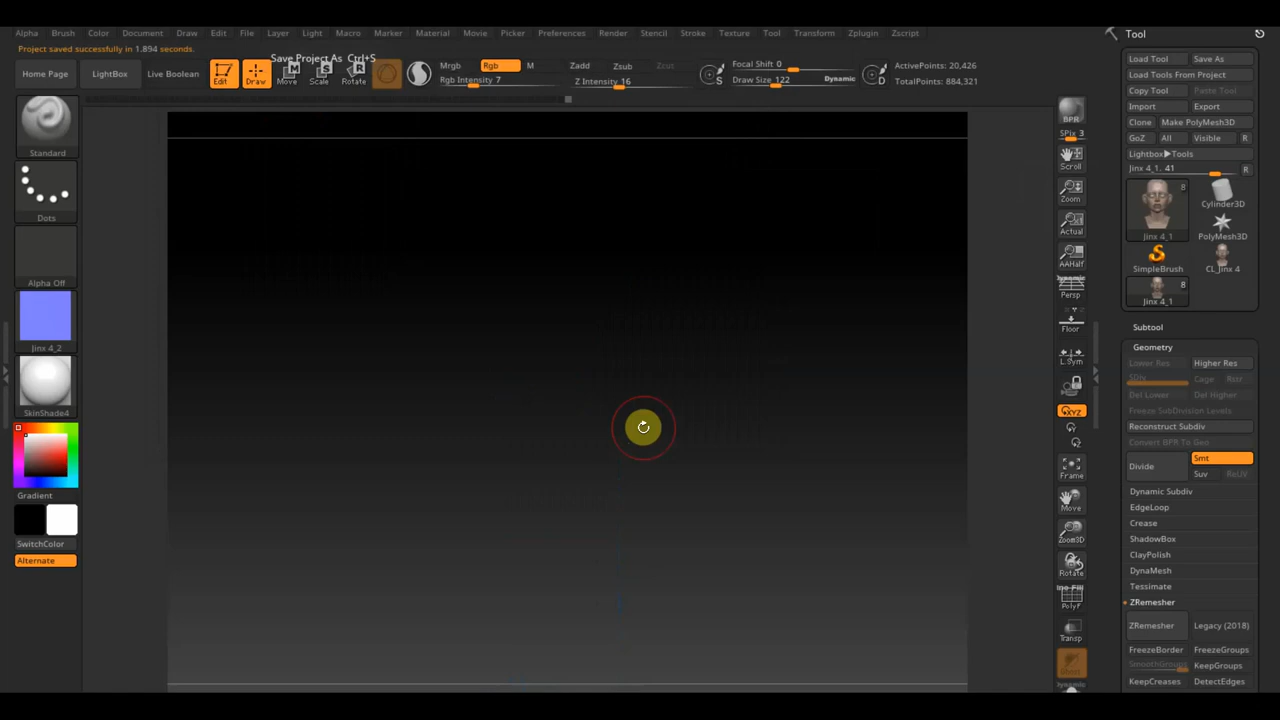 Alpha Brush Color Document Draw Edit File Layer Light Macro Marker Material Movie Picker Preferences Render Stencil Stroke Texture Tool Transform Zplugin Zscript
Tool
Project saved successfully in 1.894 seconds.
Save Project As Ctrl+S
Home Page LightBox Live Boolean Edit Draw Move Scale Rotate
Mrgb Rgb M
Rgb Intensity 7
Zadd Zsub Zcut
Z Intensity 16
S
Focal Shift 0
Draw Size 122 Dynamic
D
ActivePoints: 20,426
TotalPoints: 884,321
Load Tool Save As
Load Tools From Project
Copy Tool Paste Tool
Import Export
Clone Make PolyMesh3D
GoZ All Visible R
Lightbox▶Tools
Jinx 4_1. 41 R
8
Jinx 4_1
Cylinder3D
PolyMesh3D
SimpleBrush
CL_Jinx 4
8
Jinx 4_1
Subtool
Geometry
Lower Res Higher Res
SDiv Cage Rstr
Del Lower Del Higher
Freeze SubDivision Levels
Reconstruct Subdiv
Convert BPR To Geo
Divide Smt
Suv ReUV
Dynamic Subdiv
EdgeLoop
Crease
ShadowBox
ClayPolish
DynaMesh
Tessimate
ZRemesher
ZRemesher Legacy (2018)
FreezeBorder FreezeGroups
SmoothGroups KeepGroups
KeepCreases DetectEdges
Standard
Dots
Alpha Off
Jinx 4_2
SkinShade4
Gradient
SwitchColor
Alternate
BPR
SPix 3
Scroll
Zoom
Actual
AAHalf
Dynamic
Persp
Floor
L.Sym
XYZ
Frame
Move
Zoom3D
Rotate
Line Fill
PolyF
Transp
Dynamic